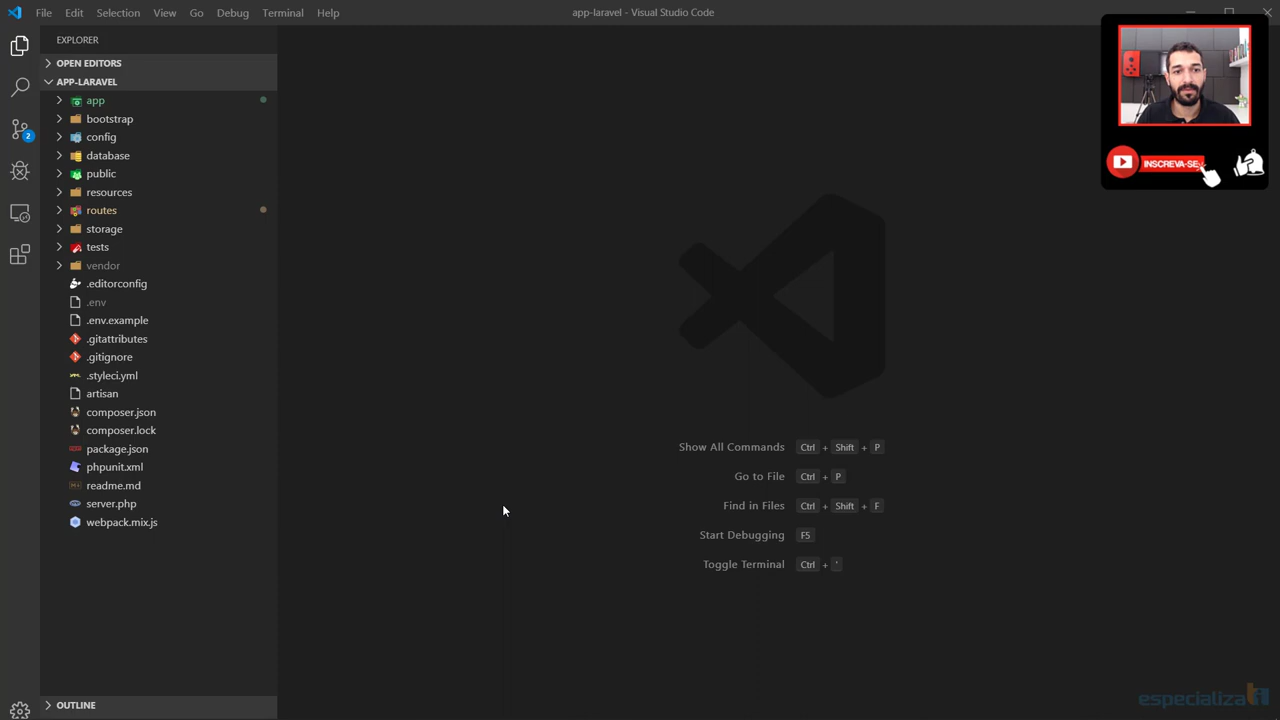 File Edit Selection View Go Debug Terminal Help
app-laravel - Visual Studio Code
EXPLORER
OPEN EDITORS
APP-LARAVEL
app
bootstrap
config
database
public
resources
routes
storage
tests
vendor
.editorconfig
.env
.env.example
.gitattributes
.gitignore
.styleci.yml
artisan
composer.json
composer.lock
package.json
phpunit.xml
readme.md
server.php
webpack.mix.js
OUTLINE
2
Show All Commands Ctrl + Shift + P
Go to File Ctrl + P
Find in Files Ctrl + Shift + F
Start Debugging F5
Toggle Terminal Ctrl + '
INSCREVA-SE
especializati